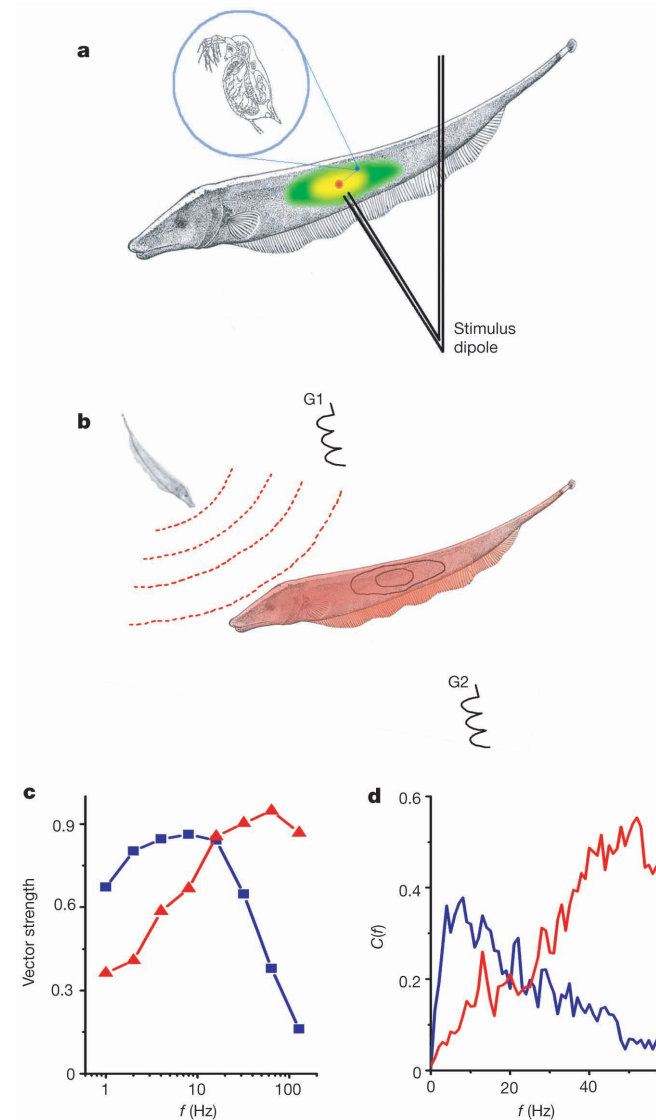 a
Stimulus
dipole
b
G1
G2
c
d
0.9
0.6
0.3
0
Vector strength
1
10
100
f (Hz)
0.6
0.4
0.2
0
C(f)
0
20
40
f (Hz)